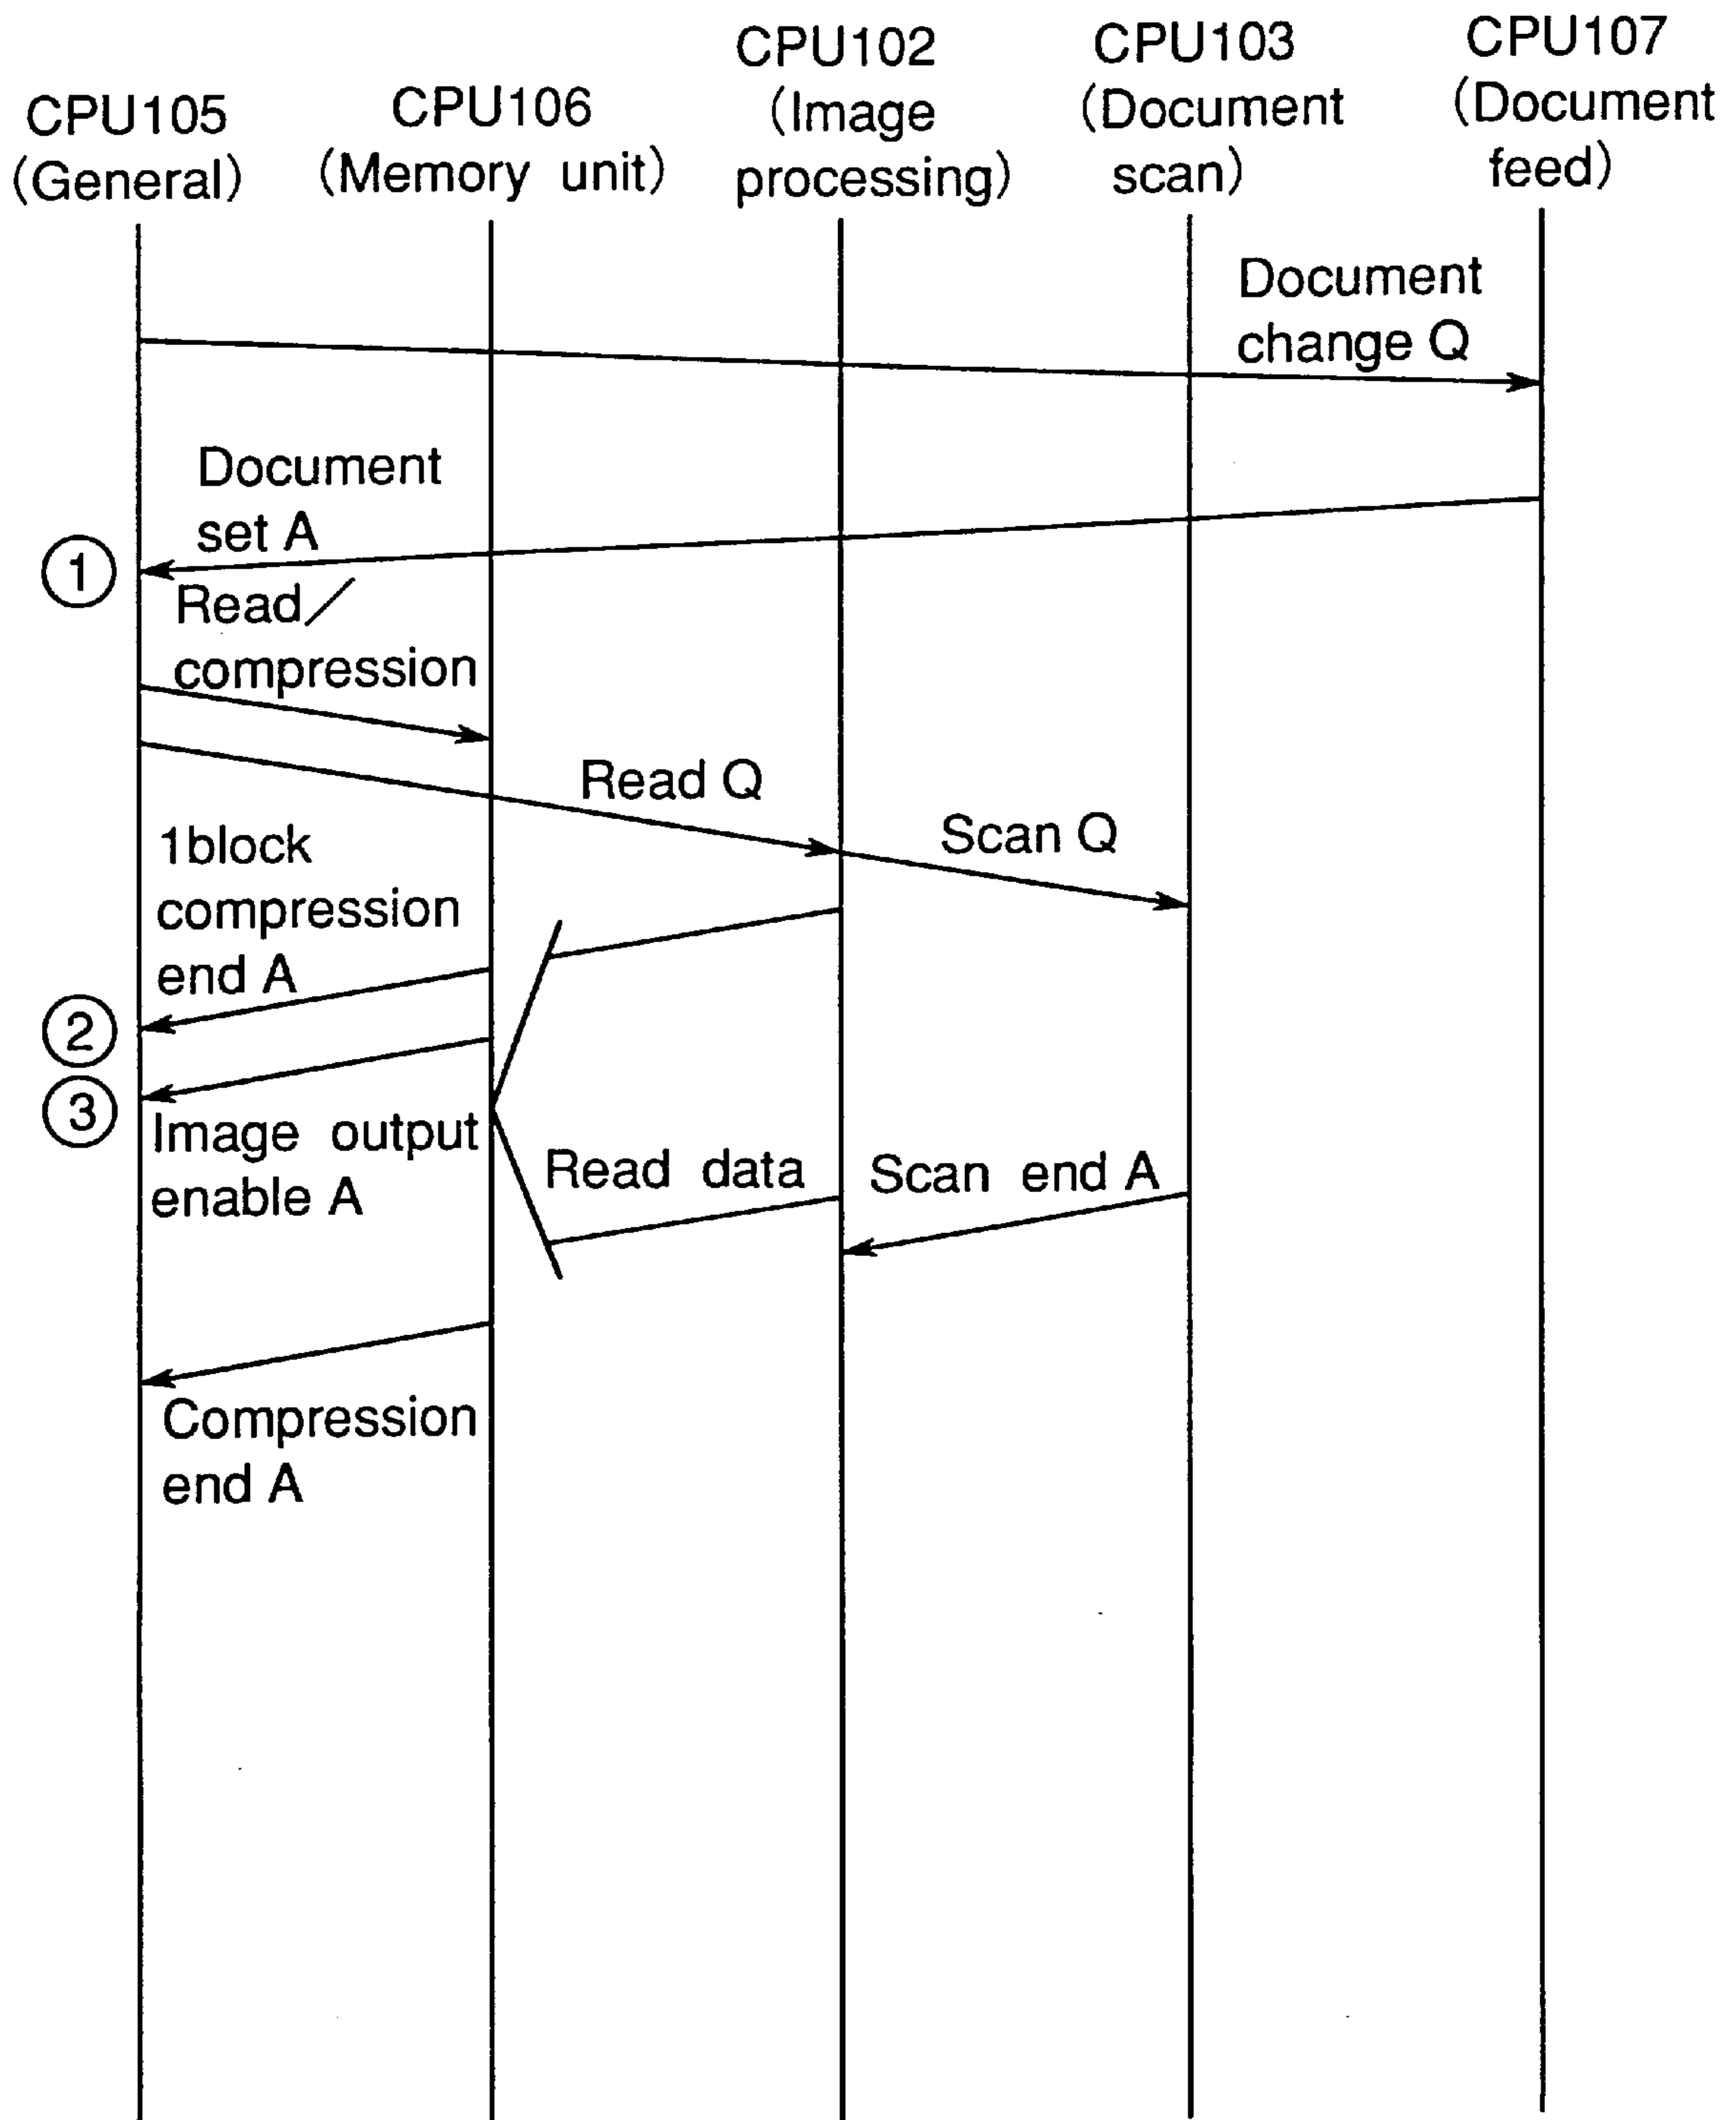 CPU105
(General)
CPU106
(Memory unit)
CPU102
(Image
processing)
CPU103
(Document
scan)
CPU107
(Document
feed)
Document
change Q
Document
set A
1
Read/
compression
Read Q
Scan Q
1block
compression
end A
2
3
Image output
enable A
Read data
Scan end A
Compression
end A